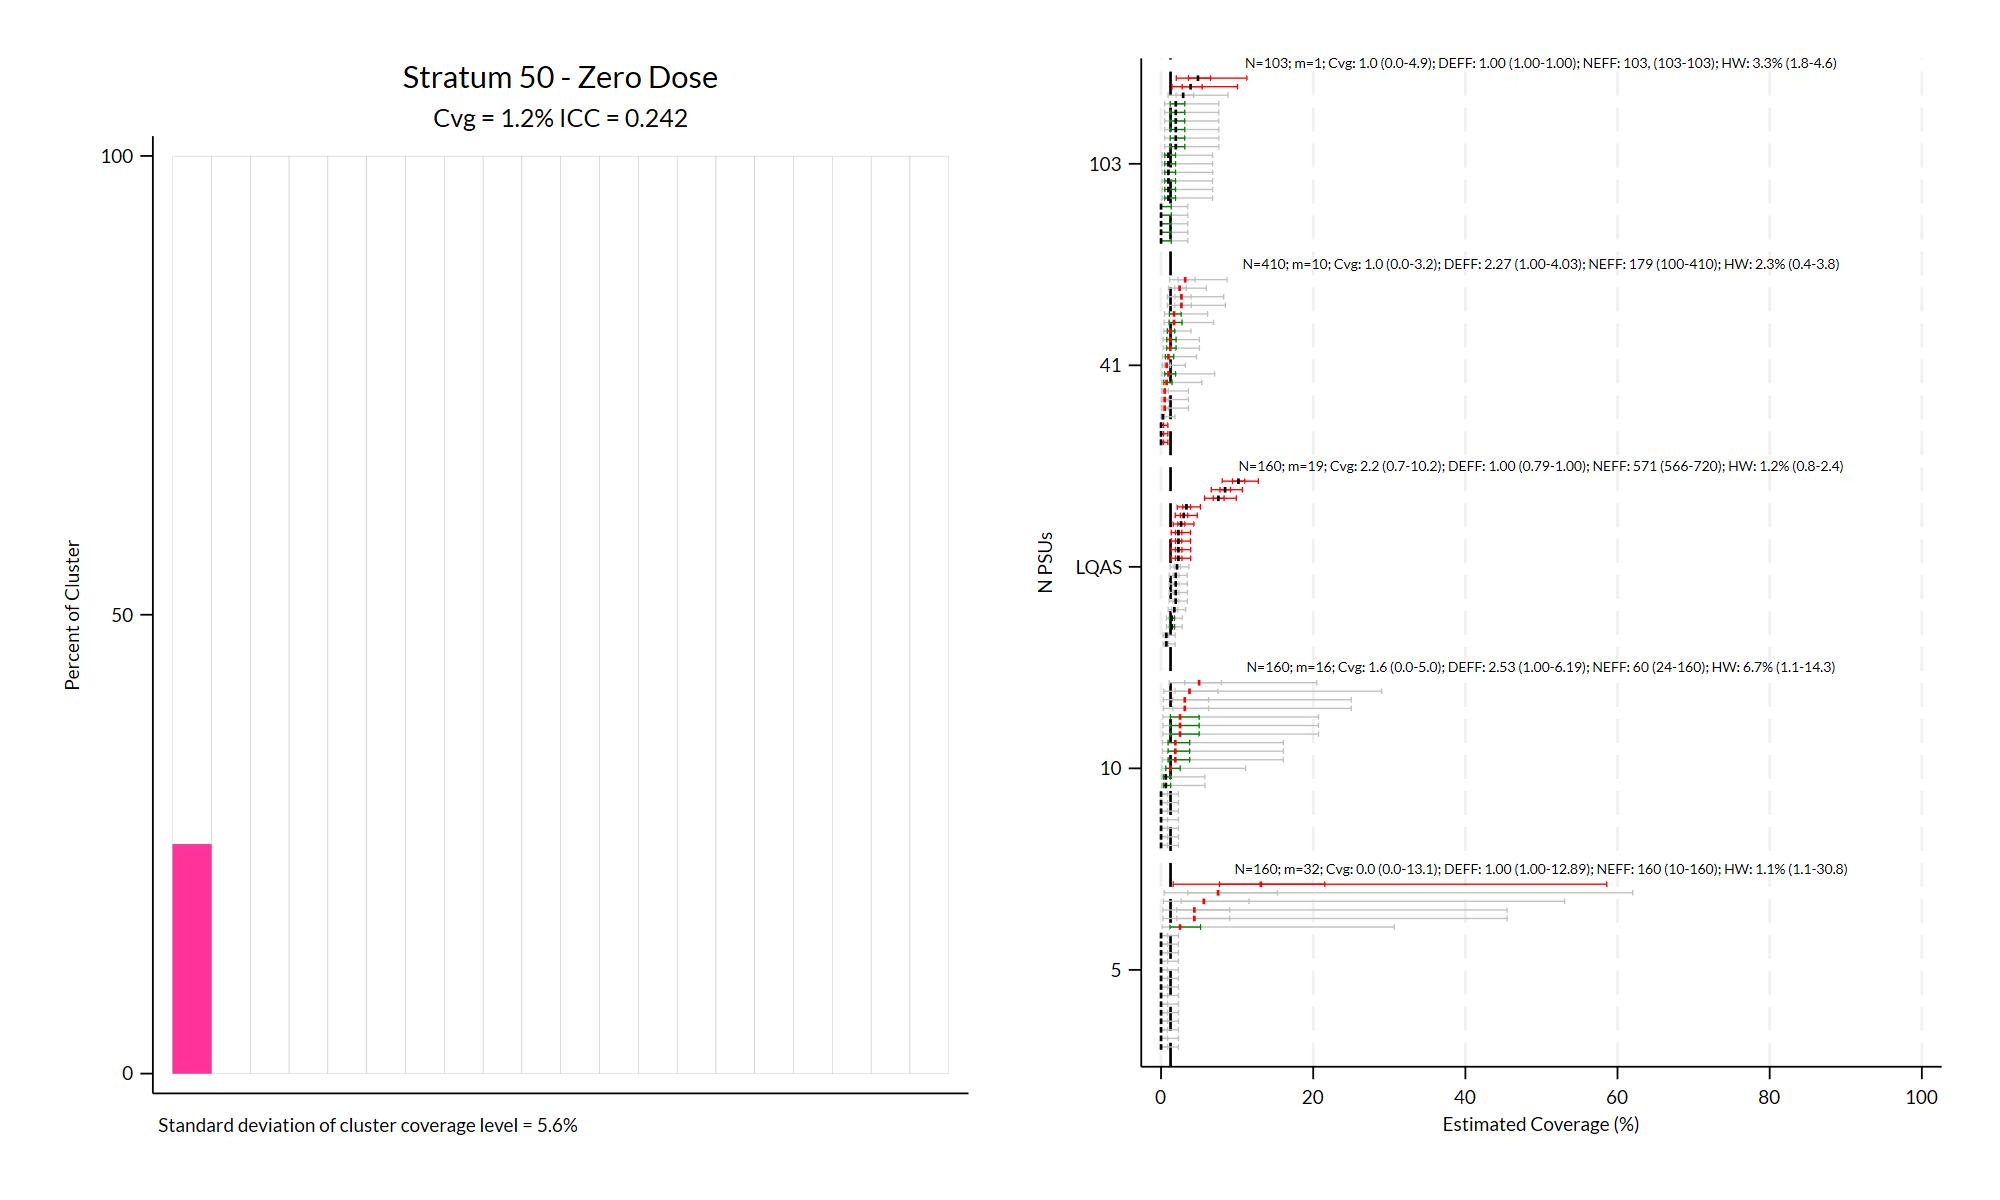 Stratum 50 - Zero Dose
Cvg = 1.2% ICC = 0.242
100
50
0
Percent of Cluster
Standard deviation of cluster coverage level = 5.6%
N=103; m=1; Cvg: 1.0 (0.0-4.9); DEFF: 1.00 (1.00-1.00); NEFF: 103, (103-103); HW: 3.3% (1.8-4.6)
103
N=410; m=10; Cvg: 1.0 (0.0-3.2); DEFF: 2.27 (1.00-4.03); NEFF: 179 (100-410); HW: 2.3% (0.4-3.8)
41
N=160; m=19; Cvg: 2.2 (0.7-10.2); DEFF: 1.00 (0.79-1.00); NEFF: 571 (566-720); HW: 1.2% (0.8-2.4)
LQAS
N=160; m=16; Cvg: 1.6 (0.0-5.0); DEFF: 2.53 (1.00-6.19); NEFF: 60 (24-160); HW: 6.7% (1.1-14.3)
10
N=160; m=32; Cvg: 0.0 (0.0-13.1); DEFF: 1.00 (1.00-12.89); NEFF: 160 (10-160); HW: 1.1% (1.1-30.8)
5
N PSUs
0 20 40 60 80 100
Estimated Coverage (%)